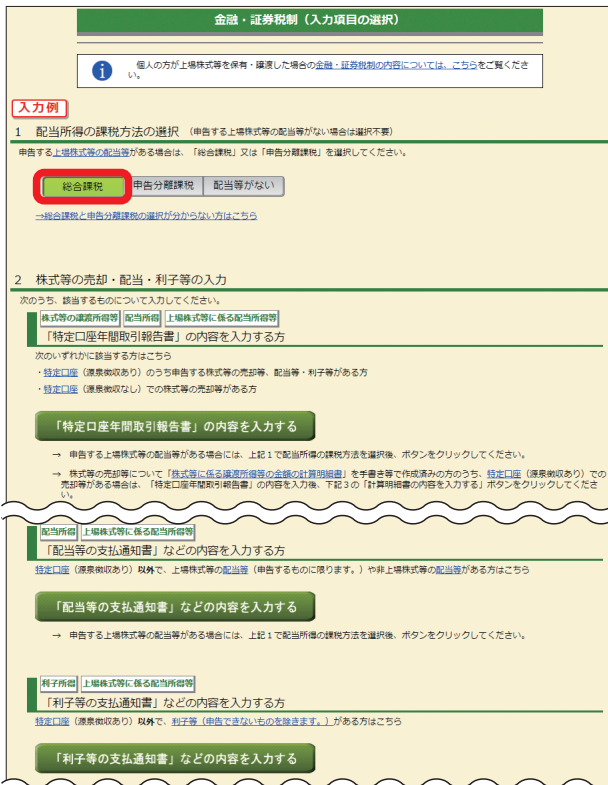 金融・証券税制（入力項目の選択）
個人の方が上場株式等を保有・譲渡した場合の金融・証券税制の内容については、こちらをご覧ください。
入力例
1 配当所得の課税方法の選択 （申告する上場株式等の配当等がない場合は選択不要）
申告する上場株式等の配当等がある場合は、「総合課税」又は「申告分離課税」を選択してください。
総合課税 申告分離課税 配当等がない
→総合課税と申告分離課税の選択が分からない方はこちら
2 株式等の売却・配当・利子等の入力
次のうち、該当するものについて入力してください。
株式等の譲渡所得等 配当所得 上場株式等に係る配当所得等
「特定口座年間取引報告書」の内容を入力する方
次のいずれかに該当する方はこちら
・特定口座（源泉徴収あり）のうち申告する株式等の売却等、配当等・利子等がある方
・特定口座（源泉徴収なし）での株式等の売却等がある方
「特定口座年間取引報告書」の内容を入力する
→ 申告する上場株式等の配当等がある場合には、上記１で配当所得の課税方法を選択後、ボタンをクリックしてください。
→ 株式等の売却等について「株式等に係る譲渡所得等の金額の計算明細書」を手書き等で作成済みの方のうち、特定口座（源泉徴収あり）での
売却等がある場合は、「特定口座年間取引報告書」の内容を入力後、下記３の「計算明細書の内容を入力する」ボタンをクリックしてくださ
い。
配当所得 上場株式等に係る配当所得等
「配当等の支払通知書」などの内容を入力する方
特定口座（源泉徴収あり）以外で、上場株式等の配当等（申告するものに限ります。）や非上場株式等の配当等がある方はこちら
「配当等の支払通知書」などの内容を入力する
→ 申告する上場株式等の配当等がある場合には、上記１で配当所得の課税方法を選択後、ボタンをクリックしてください。
利子所得 上場株式等に係る配当所得等
「利子等の支払通知書」などの内容を入力する方
特定口座（源泉徴収あり）以外で、利子等（申告できないものを除きます。）がある方はこちら
「利子等の支払通知書」などの内容を入力する